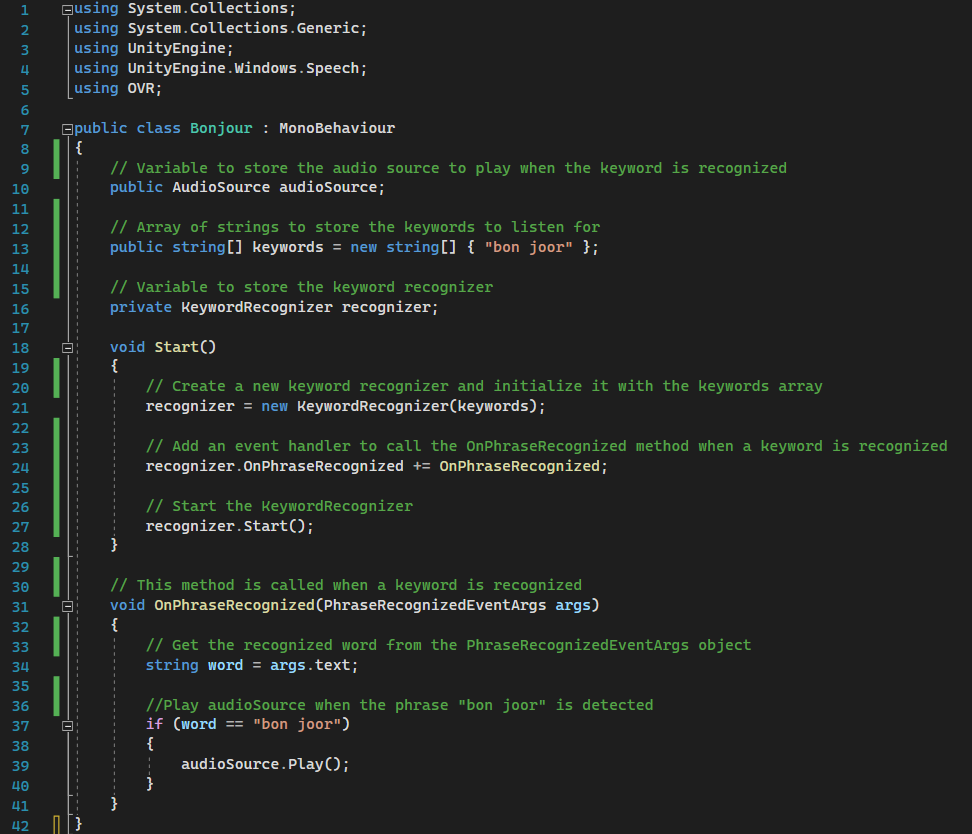 1 using System.Collections;
2 using System.Collections.Generic;
3 using UnityEngine;
4 using UnityEngine.Windows.Speech;
5 using OVR;
6
7 public class Bonjour : MonoBehaviour
8 {
9 // Variable to store the audio source to play when the keyword is recognized
10 public AudioSource audioSource;
11
12 // Array of strings to store the keywords to listen for
13 public string[] keywords = new string[] { "bon joor" };
14
15 // Variable to store the keyword recognizer
16 private KeywordRecognizer recognizer;
17
18 void Start()
19 {
20 // Create a new keyword recognizer and initialize it with the keywords array
21 recognizer = new KeywordRecognizer(keywords);
22
23 // Add an event handler to call the OnPhraseRecognized method when a keyword is recognized
24 recognizer.OnPhraseRecognized += OnPhraseRecognized;
25
26 // Start the KeywordRecognizer
27 recognizer.Start();
28 }
29
30 // This method is called when a keyword is recognized
31 void OnPhraseRecognized(PhraseRecognizedEventArgs args)
32 {
33 // Get the recognized word from the PhraseRecognizedEventArgs object
34 string word = args.text;
35
36 //Play audioSource when the phrase "bon joor" is detected
37 if (word == "bon joor")
38 {
39 audioSource.Play();
40 }
41 }
42 }